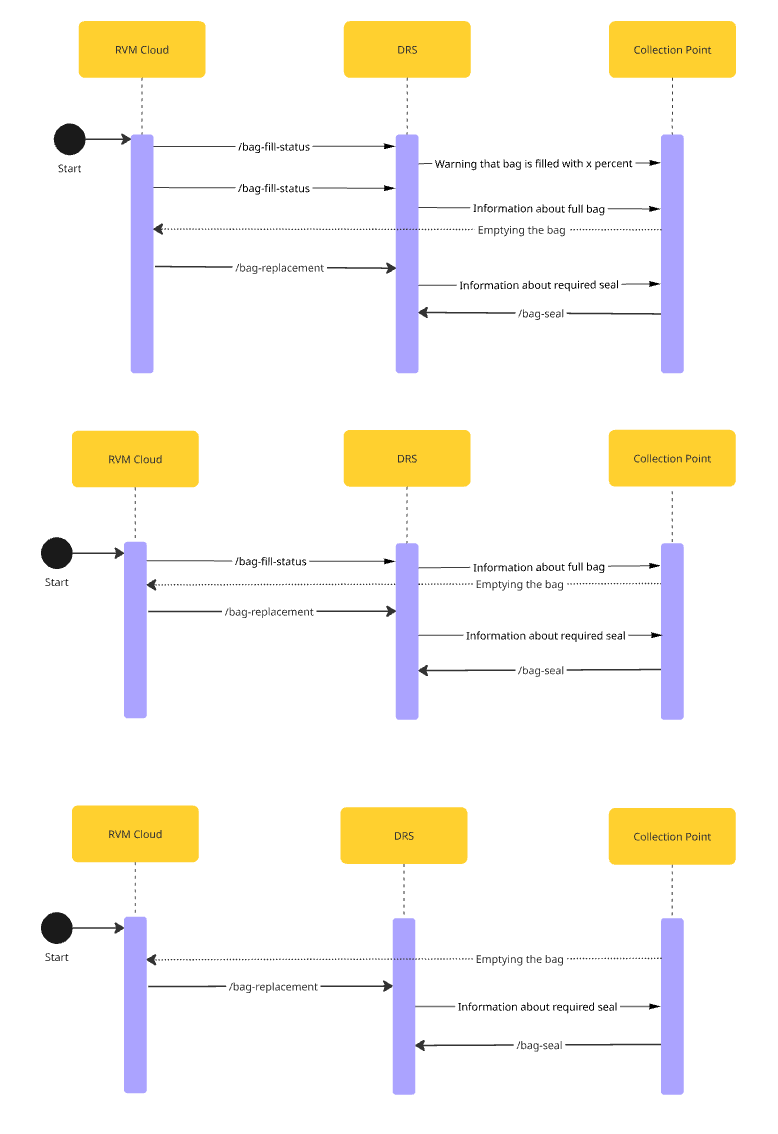 RVM Cloud
DRS
Collection Point
Start
/bag-fill-status
Warning that bag is filled with x percent
/bag-fill-status
Information about full bag
Emptying the bag
/bag-replacement
Information about required seal
/bag-seal
RVM Cloud
DRS
Collection Point
Start
/bag-fill-status
Information about full bag
Emptying the bag
/bag-replacement
Information about required seal
/bag-seal
RVM Cloud
DRS
Collection Point
Start
Emptying the bag
/bag-replacement
Information about required seal
/bag-seal